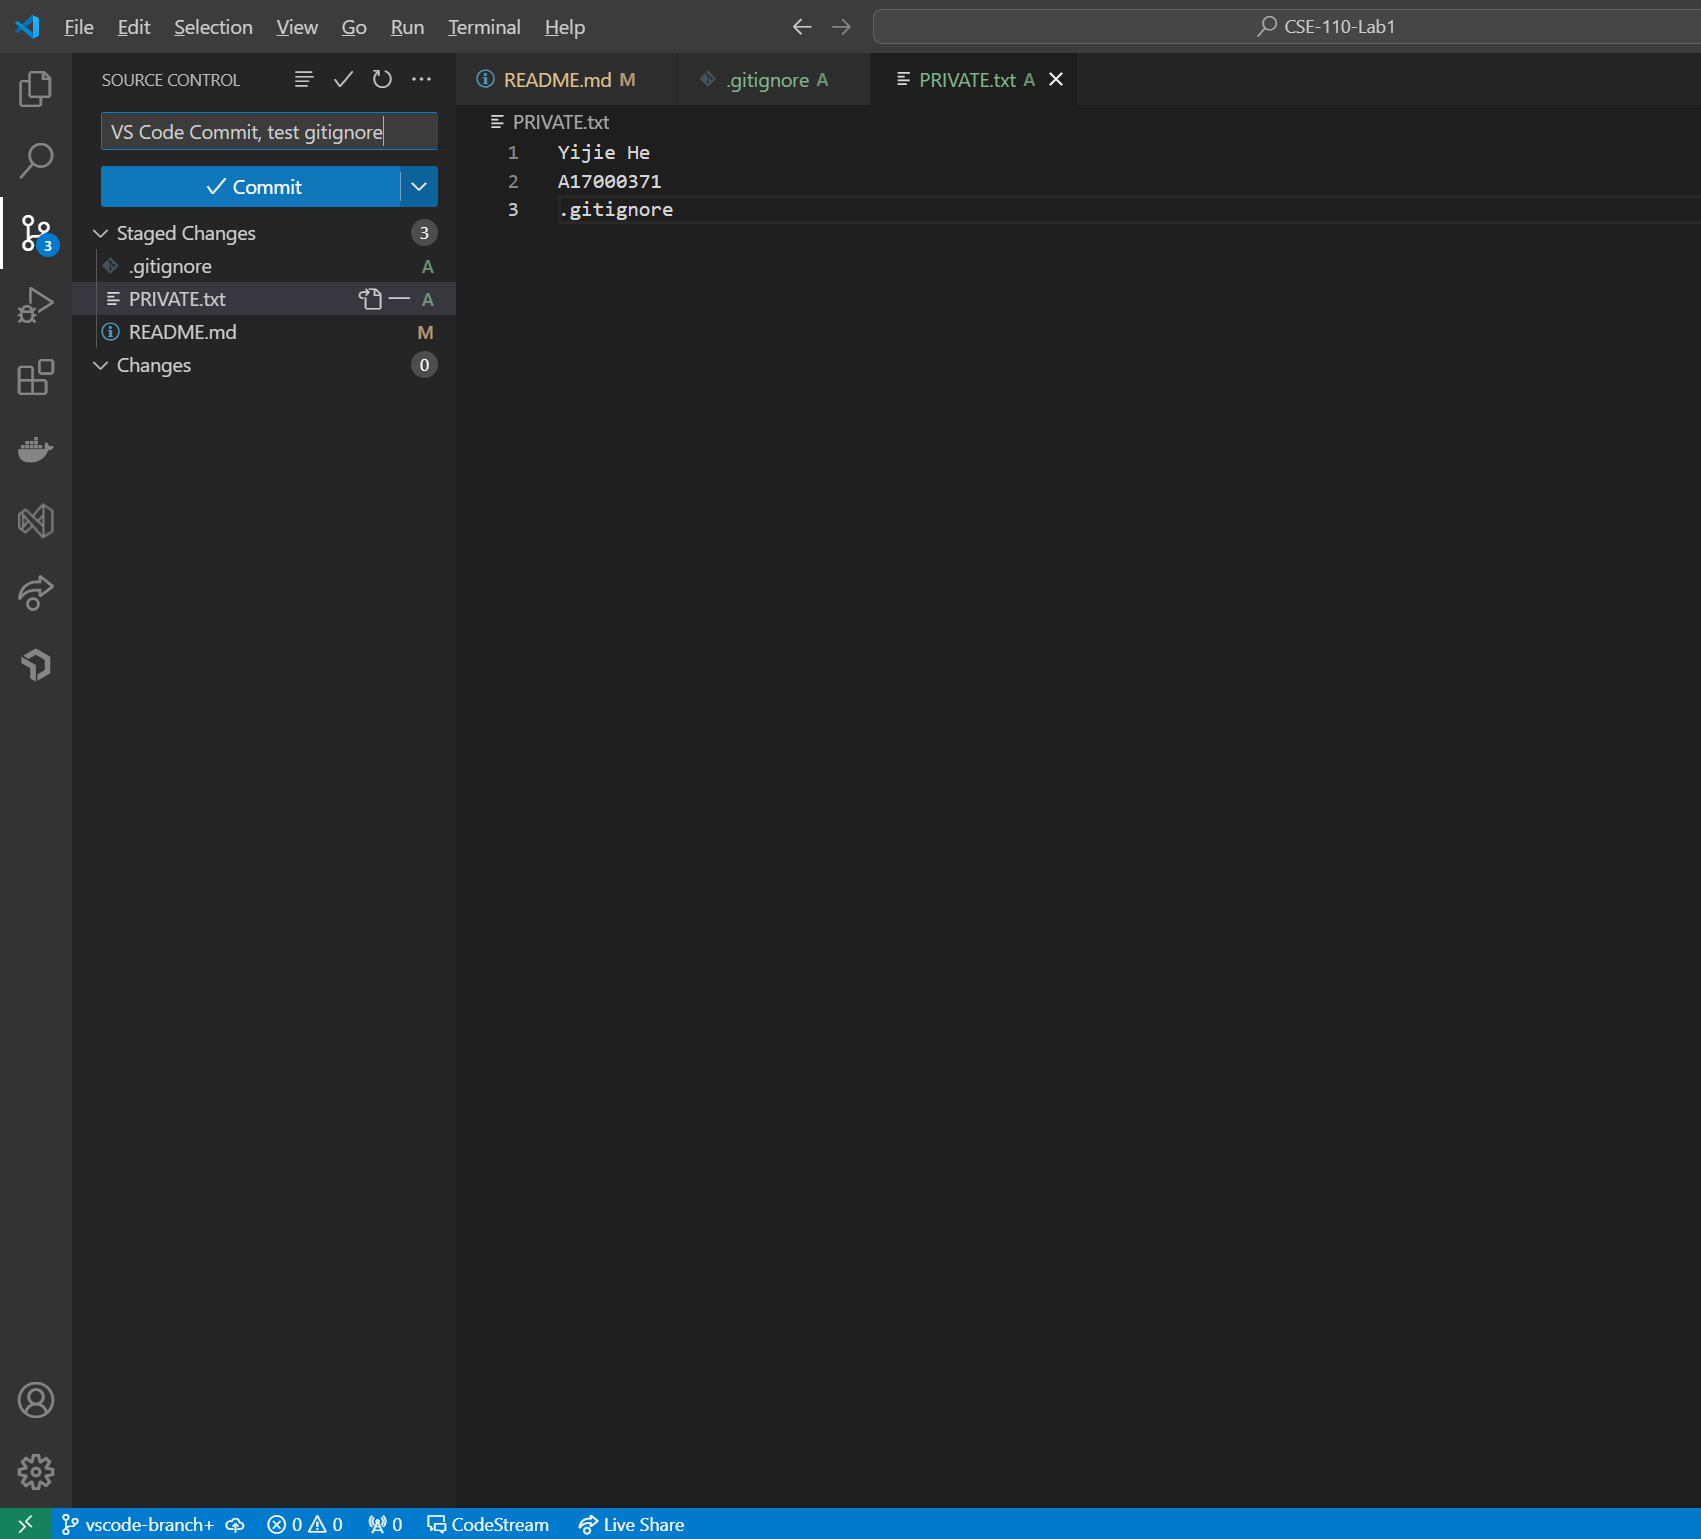 File Edit Selection View Go Run Terminal Help
CSE-110-Lab1
SOURCE CONTROL
README.md M
.gitignore A
PRIVATE.txt A
VS Code Commit, test gitignore
Commit
Staged Changes 3
.gitignore A
PRIVATE.txt A
README.md M
Changes 0
3
PRIVATE.txt
1 Yijie He
2 A17000371
3 .gitignore
vscode-branch+ 0 0 0 CodeStream Live Share